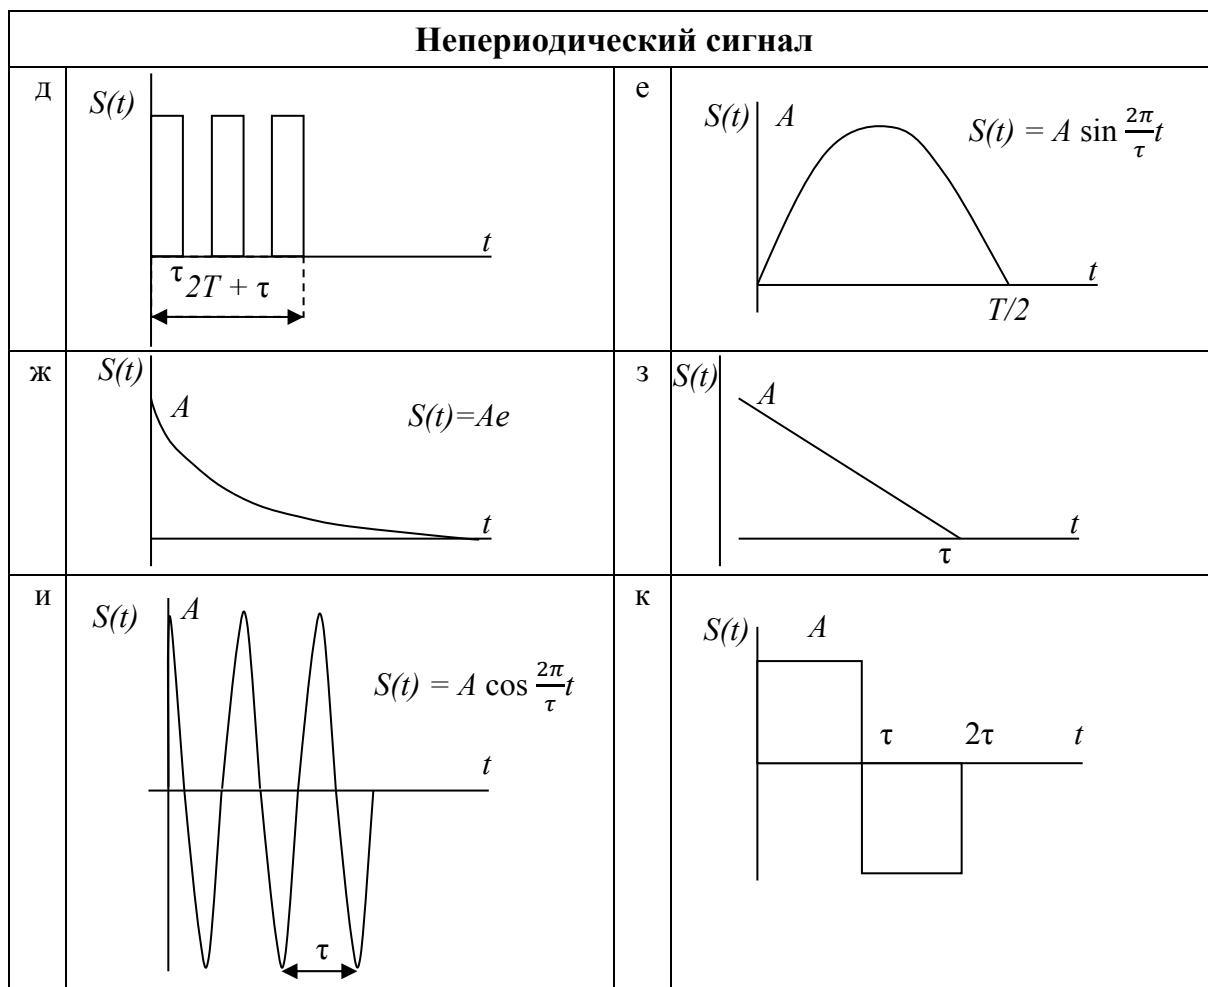 Непериодический сигнал
д
S(t)
t
τ
2T + τ
е
S(t)
A
S(t) = A sin 2π/τ t
t
T/2
ж
S(t)
A
S(t)=Ae
t
з
S(t)
A
t
τ
и
S(t)
A
S(t) = A cos 2π/τ t
t
τ
к
S(t)
A
τ
2τ
t